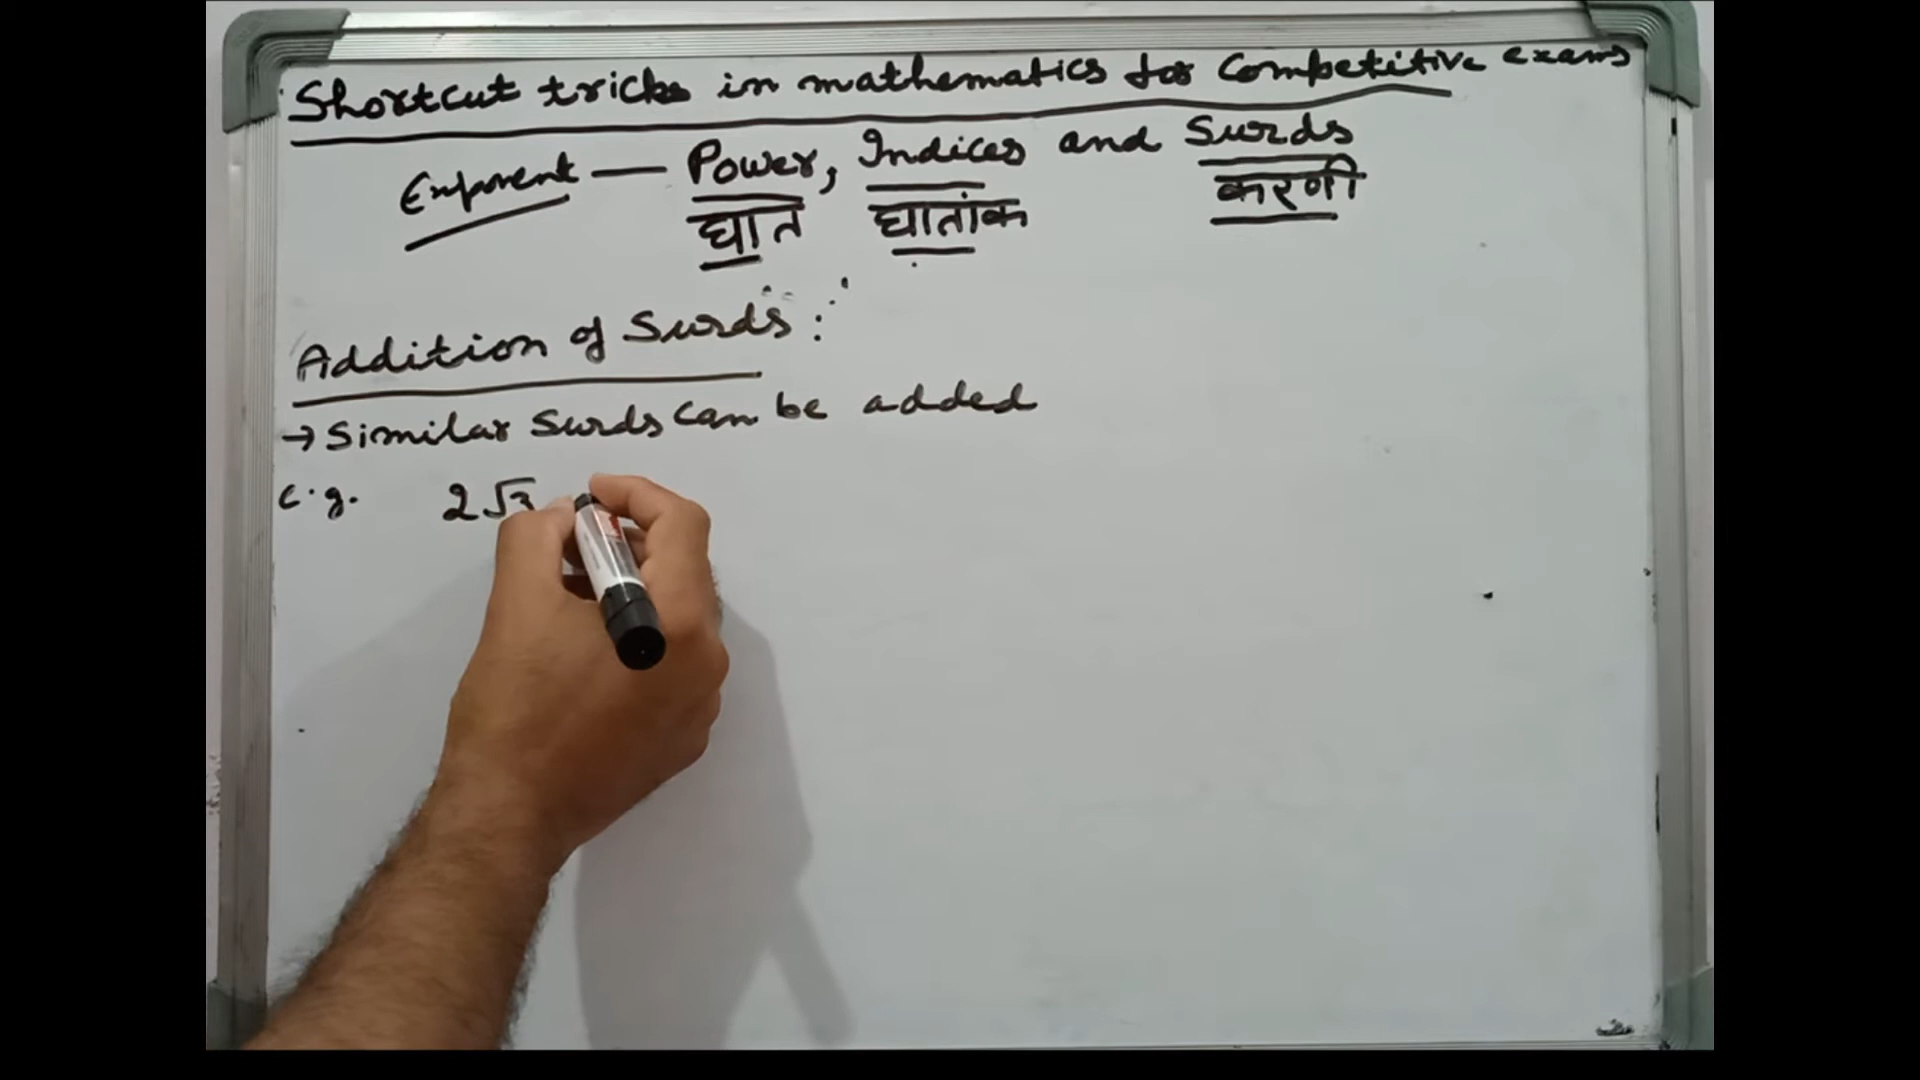 Shortcut tricks in mathematics for Competitive exams
Exponent — Power, Indices and Surds
घात घातांक करणी
Addition of Surds :
→ Similar Surds can be added
e.g. 2√3